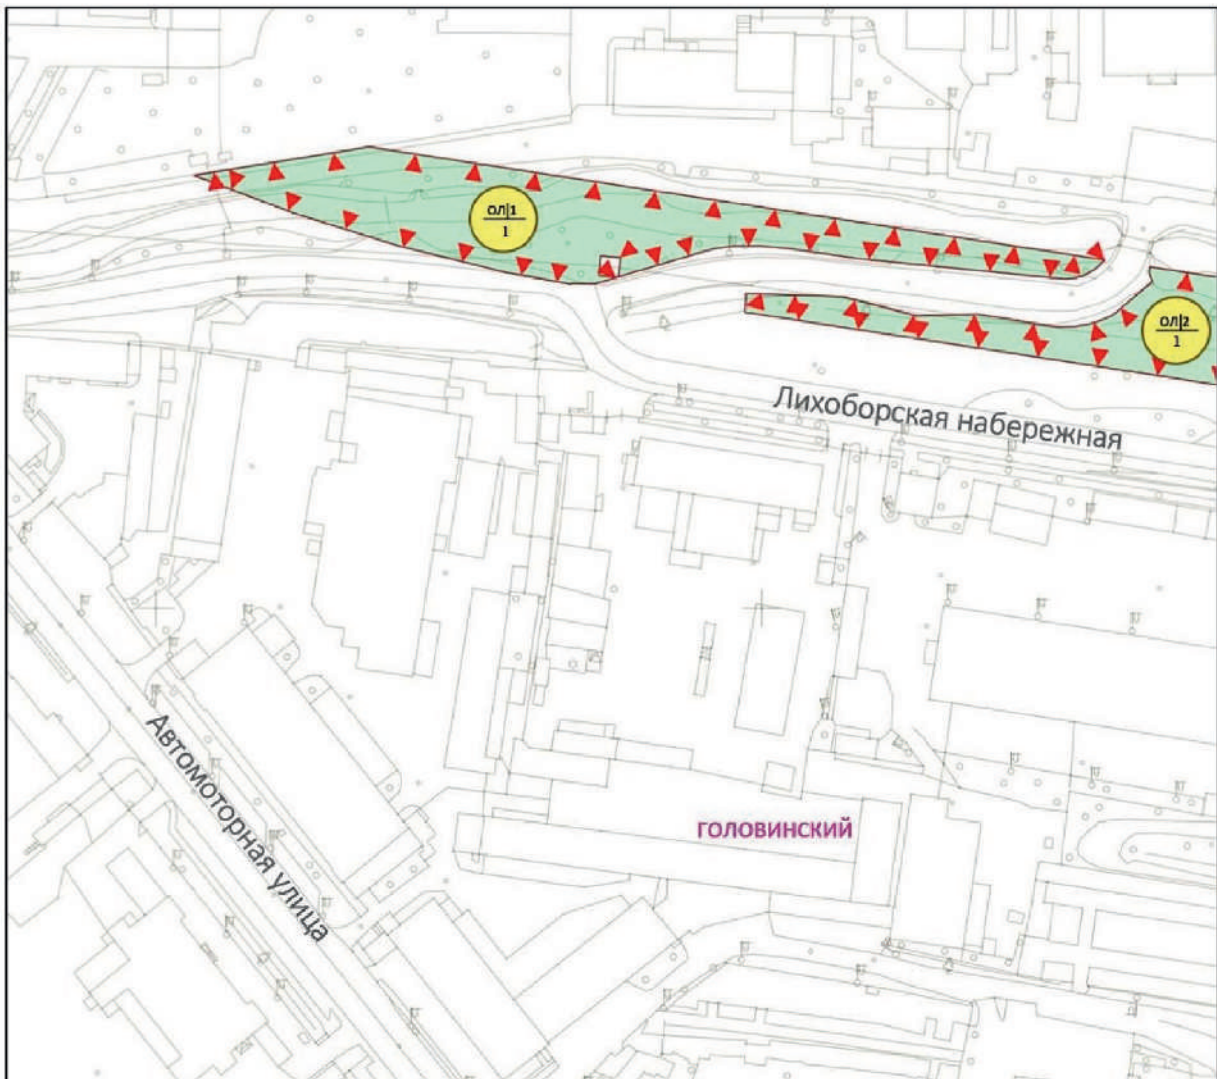 ОЛ|1
1
ОЛ|2
1
Лихоборская набережная
Автомоторная улица
ГОЛОВИНСКИЙ